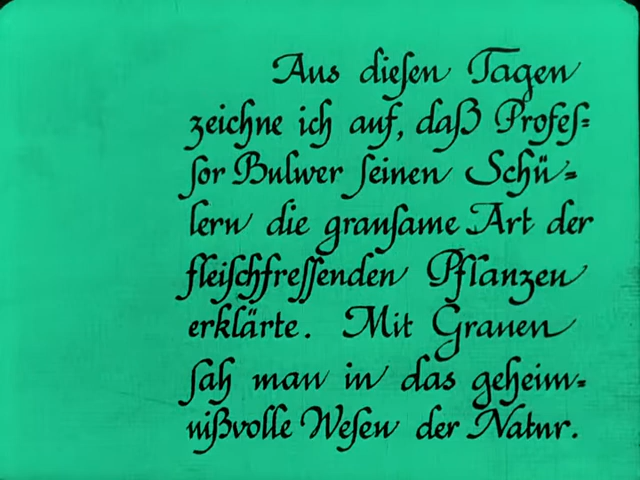 Aus dieſen Tagen
zeichne ich auf, daß Profeſ=
ſor Bulwer ſeinen Schü=
lern die grauſame Art der
fleiſchfreſſenden Pflanzen
erklärte. Mit Grauen
ſah man in das geheim=
nißvolle Weſen der Natur.